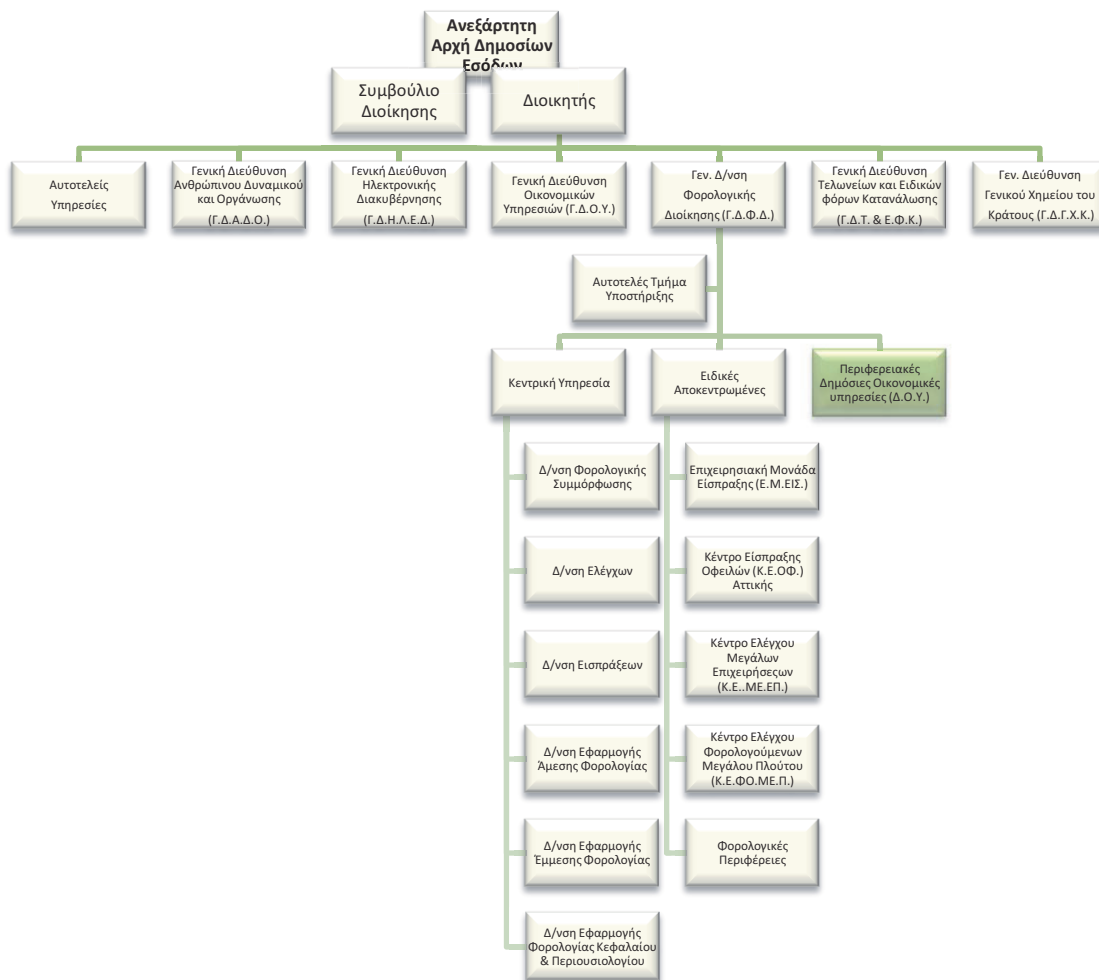 Ανεξάρτητη
Αρχή Δημοσίων
Εσόδων
Συμβούλιο
Διοίκησης
Διοικητής
Αυτοτελείς
Υπηρεσίες
Γενική Διεύθυνση
Ανθρώπινου Δυναμικού
και Οργάνωσης
(Γ.Δ.Α.Δ.Ο.)
Γενική Διεύθυνση
Ηλεκτρονικής
Διακυβέρνησης
(Γ.Δ.Η.Λ.Ε.Δ.)
Γενική Διεύθυνση
Οικονομικών
Υπηρεσιών (Γ.Δ.Ο.Υ.)
Γεν. Δ/νση
Φορολογικής
Διοίκησης (Γ.Δ.Φ.Δ.)
Γενική Διεύθυνση
Τελωνείων και Ειδικών
φόρων Κατανάλωσης
(Γ.Δ.Τ. & Ε.Φ.Κ.)
Γεν. Διεύθυνση
Γενικού Χημείου του
Κράτους (Γ.Δ.Γ.Χ.Κ.)
Αυτοτελές Τμήμα
Υποστήριξης
Κεντρική Υπηρεσία
Ειδικές
Αποκεντρωμένες
Περιφερειακές
Δημόσιες Οικονομικές
υπηρεσίες (Δ.Ο.Υ.)
Δ/νση Φορολογικής
Συμμόρφωσης
Δ/νση Ελέγχων
Δ/νση Εισπράξεων
Δ/νση Εφαρμογής
Άμεσης Φορολογίας
Δ/νση Εφαρμογής
Έμμεσης Φορολογίας
Δ/νση Εφαρμογής
Φορολογίας Κεφαλαίου
& Περιουσιολογίου
Επιχειρησιακή Μονάδα
Είσπραξης (Ε.Μ.ΕΙΣ.)
Κέντρο Είσπραξης
Οφειλών (Κ.Ε.ΟΦ.)
Αττικής
Κέντρο Ελέγχου
Μεγάλων
Επιχειρήσεςων
(Κ.Ε..ΜΕ.ΕΠ.)
Κέντρο Ελέγχου
Φορολογούμενων
Μεγάλου Πλούτου
(Κ.Ε.ΦΟ.ΜΕ.Π.)
Φορολογικές
Περιφέρειες